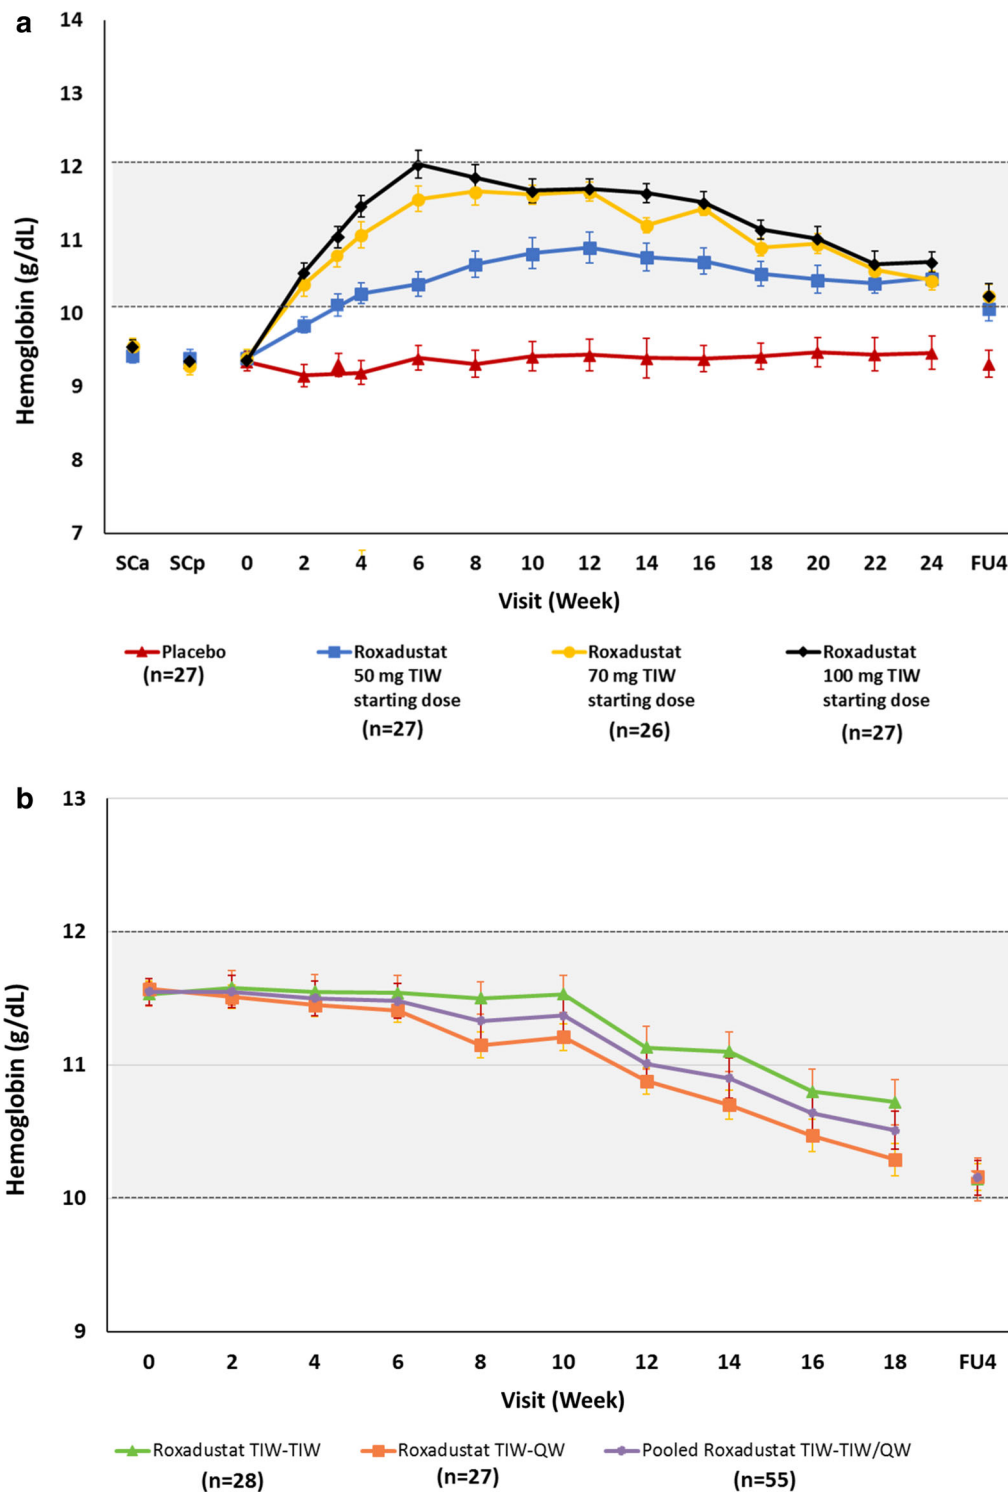 a
14
13
12
11
10
9
8
7
Hemoglobin (g/dL)
SCa SCp 0 2 4 6 8 10 12 14 16 18 20 22 24 FU4
Visit (Week)
Placebo
(n=27)
Roxadustat
50 mg TIW
starting dose
(n=27)
Roxadustat
70 mg TIW
starting dose
(n=26)
Roxadustat
100 mg TIW
starting dose
(n=27)
b
13
12
11
10
9
Hemoglobin (g/dL)
0 2 4 6 8 10 12 14 16 18 FU4
Visit (Week)
Roxadustat TIW-TIW
(n=28)
Roxadustat TIW-QW
(n=27)
Pooled Roxadustat TIW-TIW/QW
(n=55)